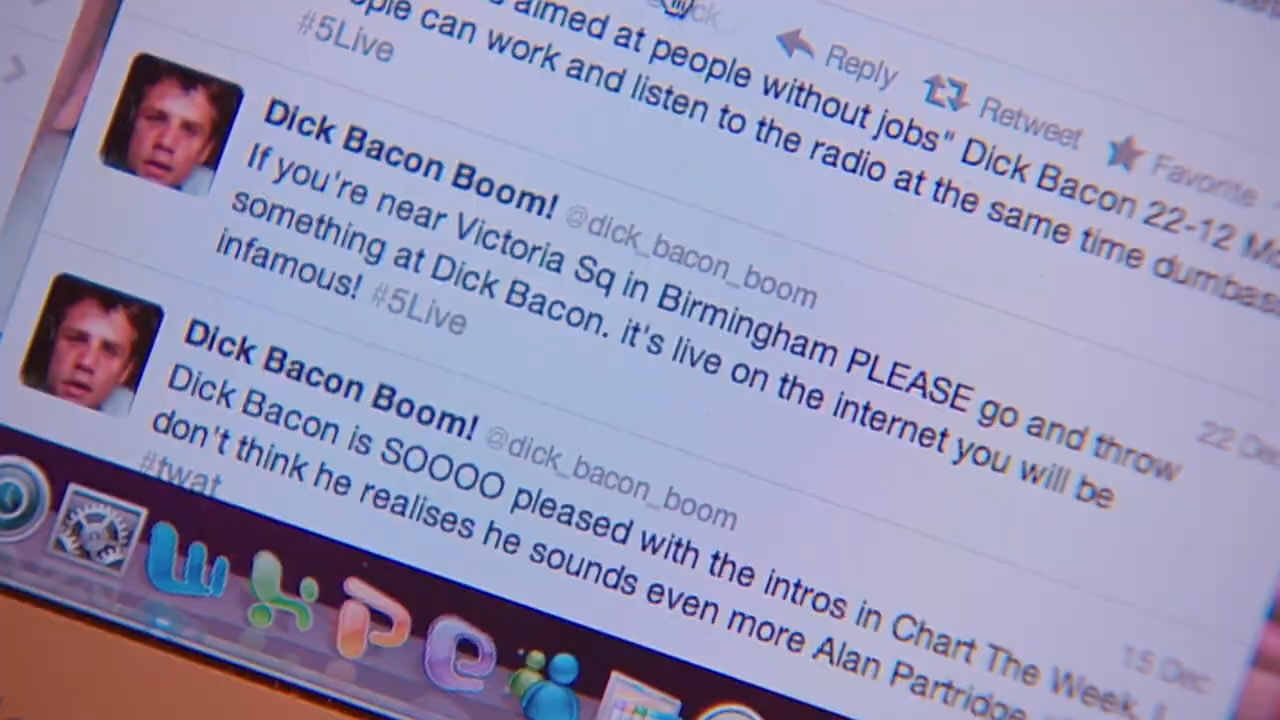 aimed at people without jobs" Dick Bacon 22-12
can work and listen to the radio at the same time
#5Live
Reply Retweet Favorite
Dick Bacon Boom! @dick_bacon_boom
If you're near Victoria Sq in Birmingham PLEASE go and throw
something at Dick Bacon. it's live on the internet you will be
infamous! #5Live
22
Dick Bacon Boom! @dick_bacon_boom
Dick Bacon is SOOOO pleased with the intros in Chart The Week. I
don't think he realises he sounds even more Alan Partridge
#twat
15 Dec